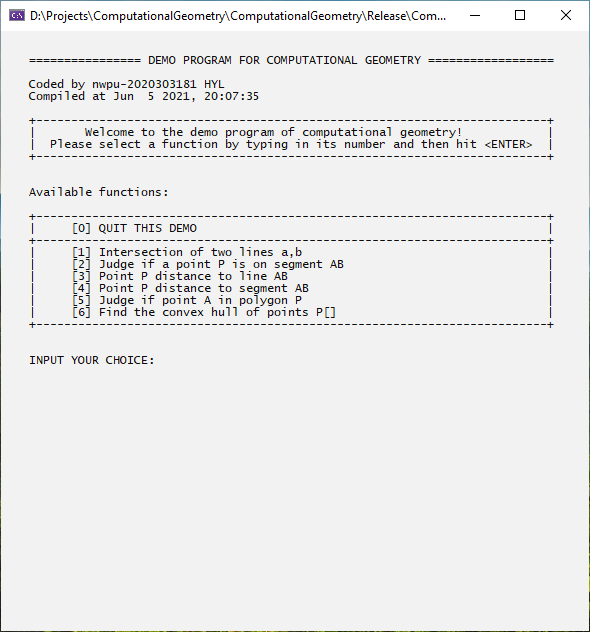 D:\Projects\ComputationalGeometry\ComputationalGeometry\Release\Com...
================ DEMO PROGRAM FOR COMPUTATIONAL GEOMETRY ==================
Coded by nwpu-2020303181 HYL
Compiled at Jun  5 2021, 20:07:35
+-------------------------------------------------------------------------+
|       Welcome to the demo program of computational geometry!            |
|  Please select a function by typing in its number and then hit <ENTER>  |
+-------------------------------------------------------------------------+
Available functions:
+-------------------------------------------------------------------------+
|     [0] QUIT THIS DEMO                                                  |
+-------------------------------------------------------------------------+
|     [1] Intersection of two lines a,b                                   |
|     [2] Judge if a point P is on segment AB                             |
|     [3] Point P distance to line AB                                     |
|     [4] Point P distance to segment AB                                  |
|     [5] Judge if point A in polygon P                                   |
|     [6] Find the convex hull of points P[]                              |
+-------------------------------------------------------------------------+
INPUT YOUR CHOICE: